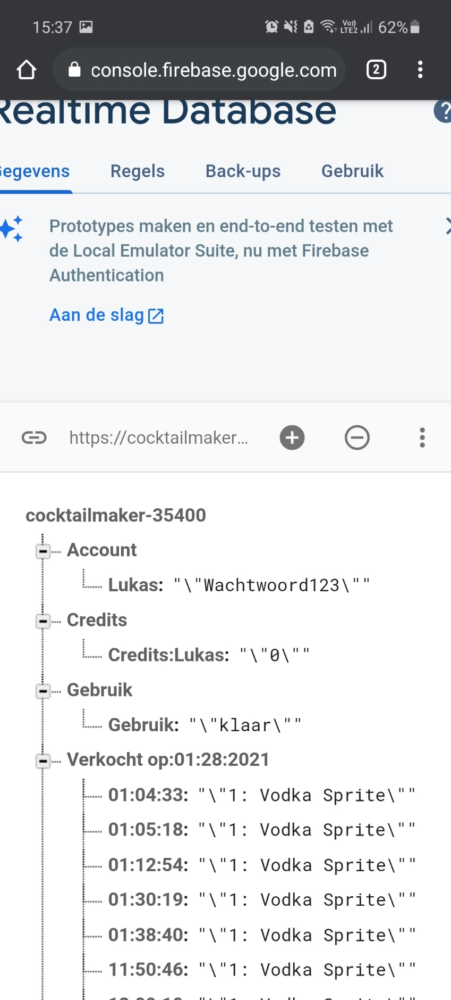 15:37 Vo)) LTE2 62%
console.firebase.google.com 2
Realtime Database ?
Gegevens Regels Back-ups Gebruik
Prototypes maken en end-to-end testen met
de Local Emulator Suite, nu met Firebase
Authentication
Aan de slag
https://cocktailmaker...
cocktailmaker-35400
Account
Lukas: "\"Wachtwoord123\""
Credits
Credits:Lukas: "\"0\""
Gebruik
Gebruik: "\"klaar\""
Verkocht op:01:28:2021
01:04:33: "\"1: Vodka Sprite\""
01:05:18: "\"1: Vodka Sprite\""
01:12:54: "\"1: Vodka Sprite\""
01:30:19: "\"1: Vodka Sprite\""
01:38:40: "\"1: Vodka Sprite\""
11:50:46: "\"1: Vodka Sprite\""